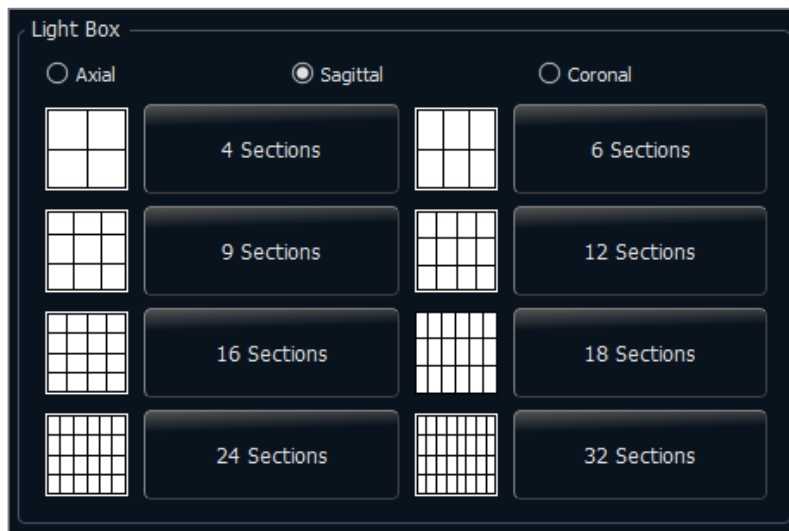 Light Box
Axial Sagittal Coronal
4 Sections 6 Sections
9 Sections 12 Sections
16 Sections 18 Sections
24 Sections 32 Sections